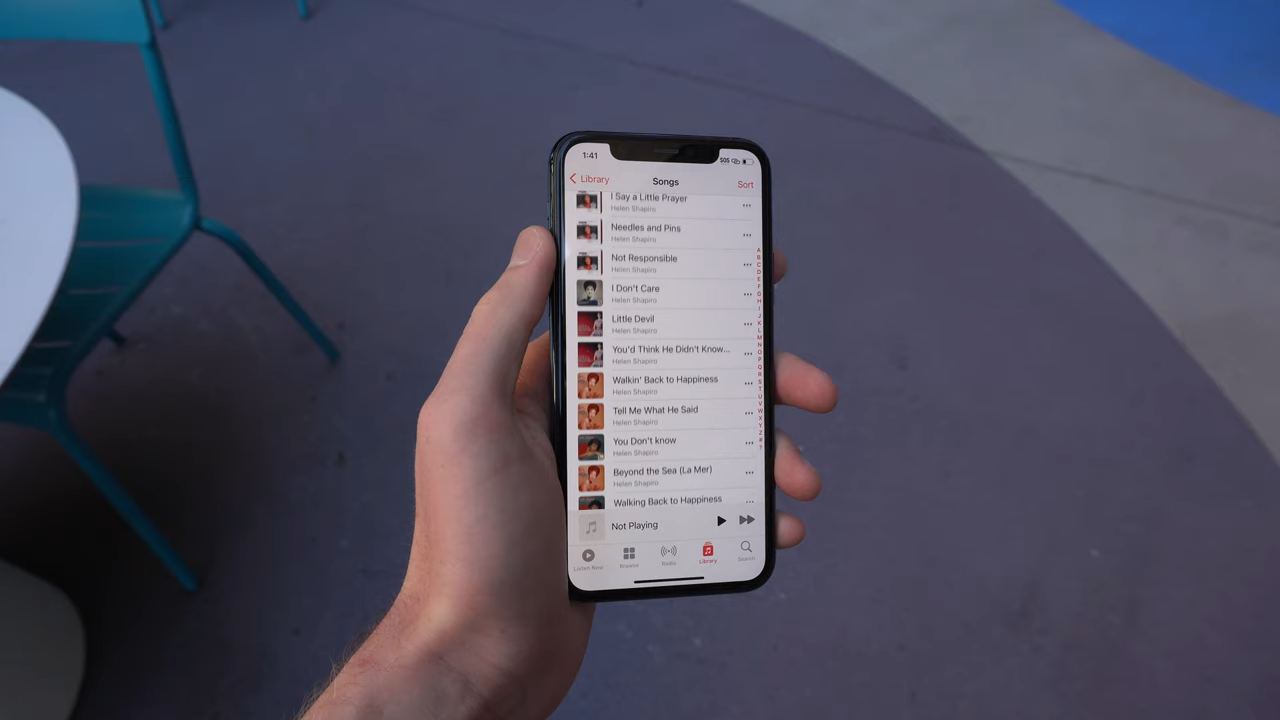 1:41
SOS
Library
Songs
Sort
I Say a Little Prayer
Helen Shapiro
Needles and Pins
Helen Shapiro
Not Responsible
Helen Shapiro
I Don't Care
Helen Shapiro
Little Devil
Helen Shapiro
You'd Think He Didn't Know...
Helen Shapiro
Walkin' Back to Happiness
Helen Shapiro
Tell Me What He Said
Helen Shapiro
You Don't know
Helen Shapiro
Beyond the Sea (La Mer)
Helen Shapiro
Walking Back to Happiness
A
B
C
D
E
F
G
H
I
J
K
L
M
N
O
P
Q
R
S
T
U
V
W
X
Y
Z
#
Not Playing
Listen Now
Browse
Radio
Library
Search